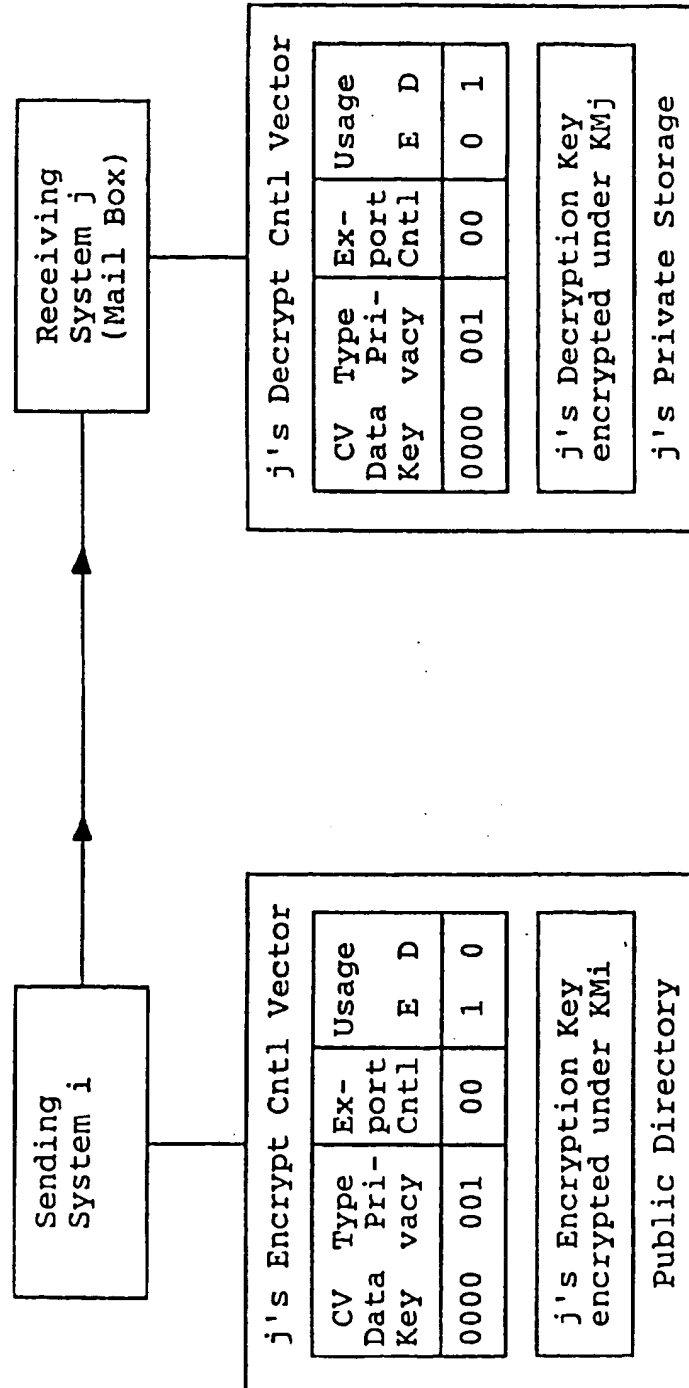 Sending
System i
Receiving
System j
(Mail Box)
j's Encrypt Cntl Vector
CV Type
Data Pri-
Key vacy
Ex-
port
Cntl
Usage
E D
0000 001
00
1 0
j's Encryption Key
encrypted under KMi
Public Directory
j's Decrypt Cntl Vector
CV Type
Data Pri-
Key vacy
Ex-
port
Cntl
Usage
E D
0000 001
00
0 1
j's Decryption Key
encrypted under KMj
j's Private Storage